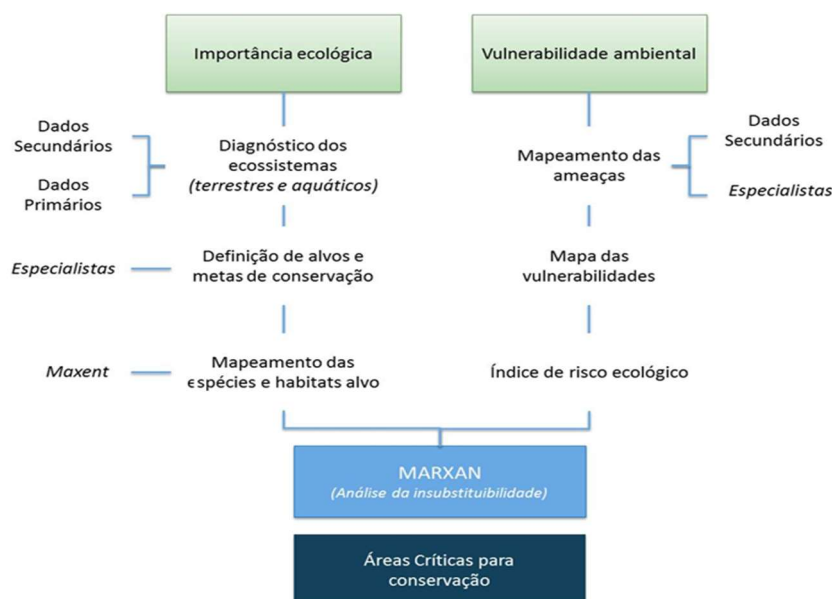 Importância ecológica
Vulnerabilidade ambiental
Dados
Secundários
Dados
Primários
Diagnóstico dos
ecossistemas
(terrestres e aquáticos)
Mapeamento das
ameaças
Dados
Secundários
Especialistas
Especialistas
Definição de alvos e
metas de conservação
Mapa das
vulnerabilidades
Maxent
Mapeamento das
espécies e habitats alvo
Índice de risco ecológico
MARXAN
(Análise da insubstituibilidade)
Áreas Críticas para
conservação